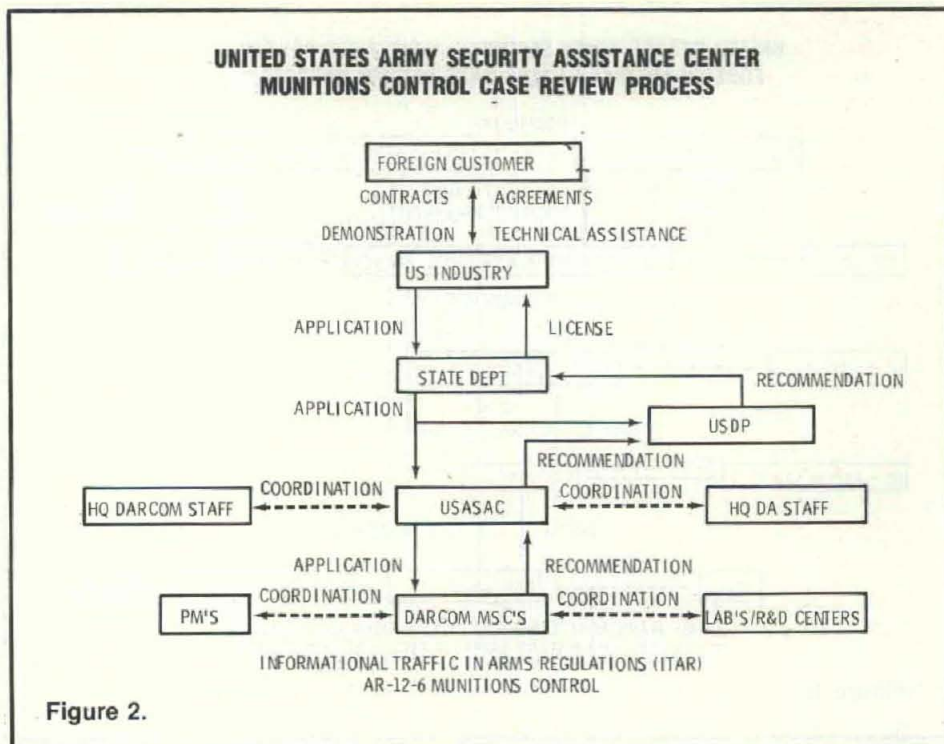 UNITED STATES ARMY SECURITY ASSISTANCE CENTER
MUNITIONS CONTROL CASE REVIEW PROCESS
FOREIGN CUSTOMER
CONTRACTS AGREEMENTS
DEMONSTRATION TECHNICAL ASSISTANCE
US INDUSTRY
APPLICATION LICENSE
STATE DEPT
RECOMMENDATION
APPLICATION
USDP
RECOMMENDATION
HQ DARCOM STAFF COORDINATION USASAC COORDINATION HQ DA STAFF
APPLICATION RECOMMENDATION
PM'S COORDINATION DARCOM MSC'S COORDINATION LAB'S/R&D CENTERS
INFORMATIONAL TRAFFIC IN ARMS REGULATIONS (ITAR)
AR-12-6 MUNITIONS CONTROL
Figure 2.